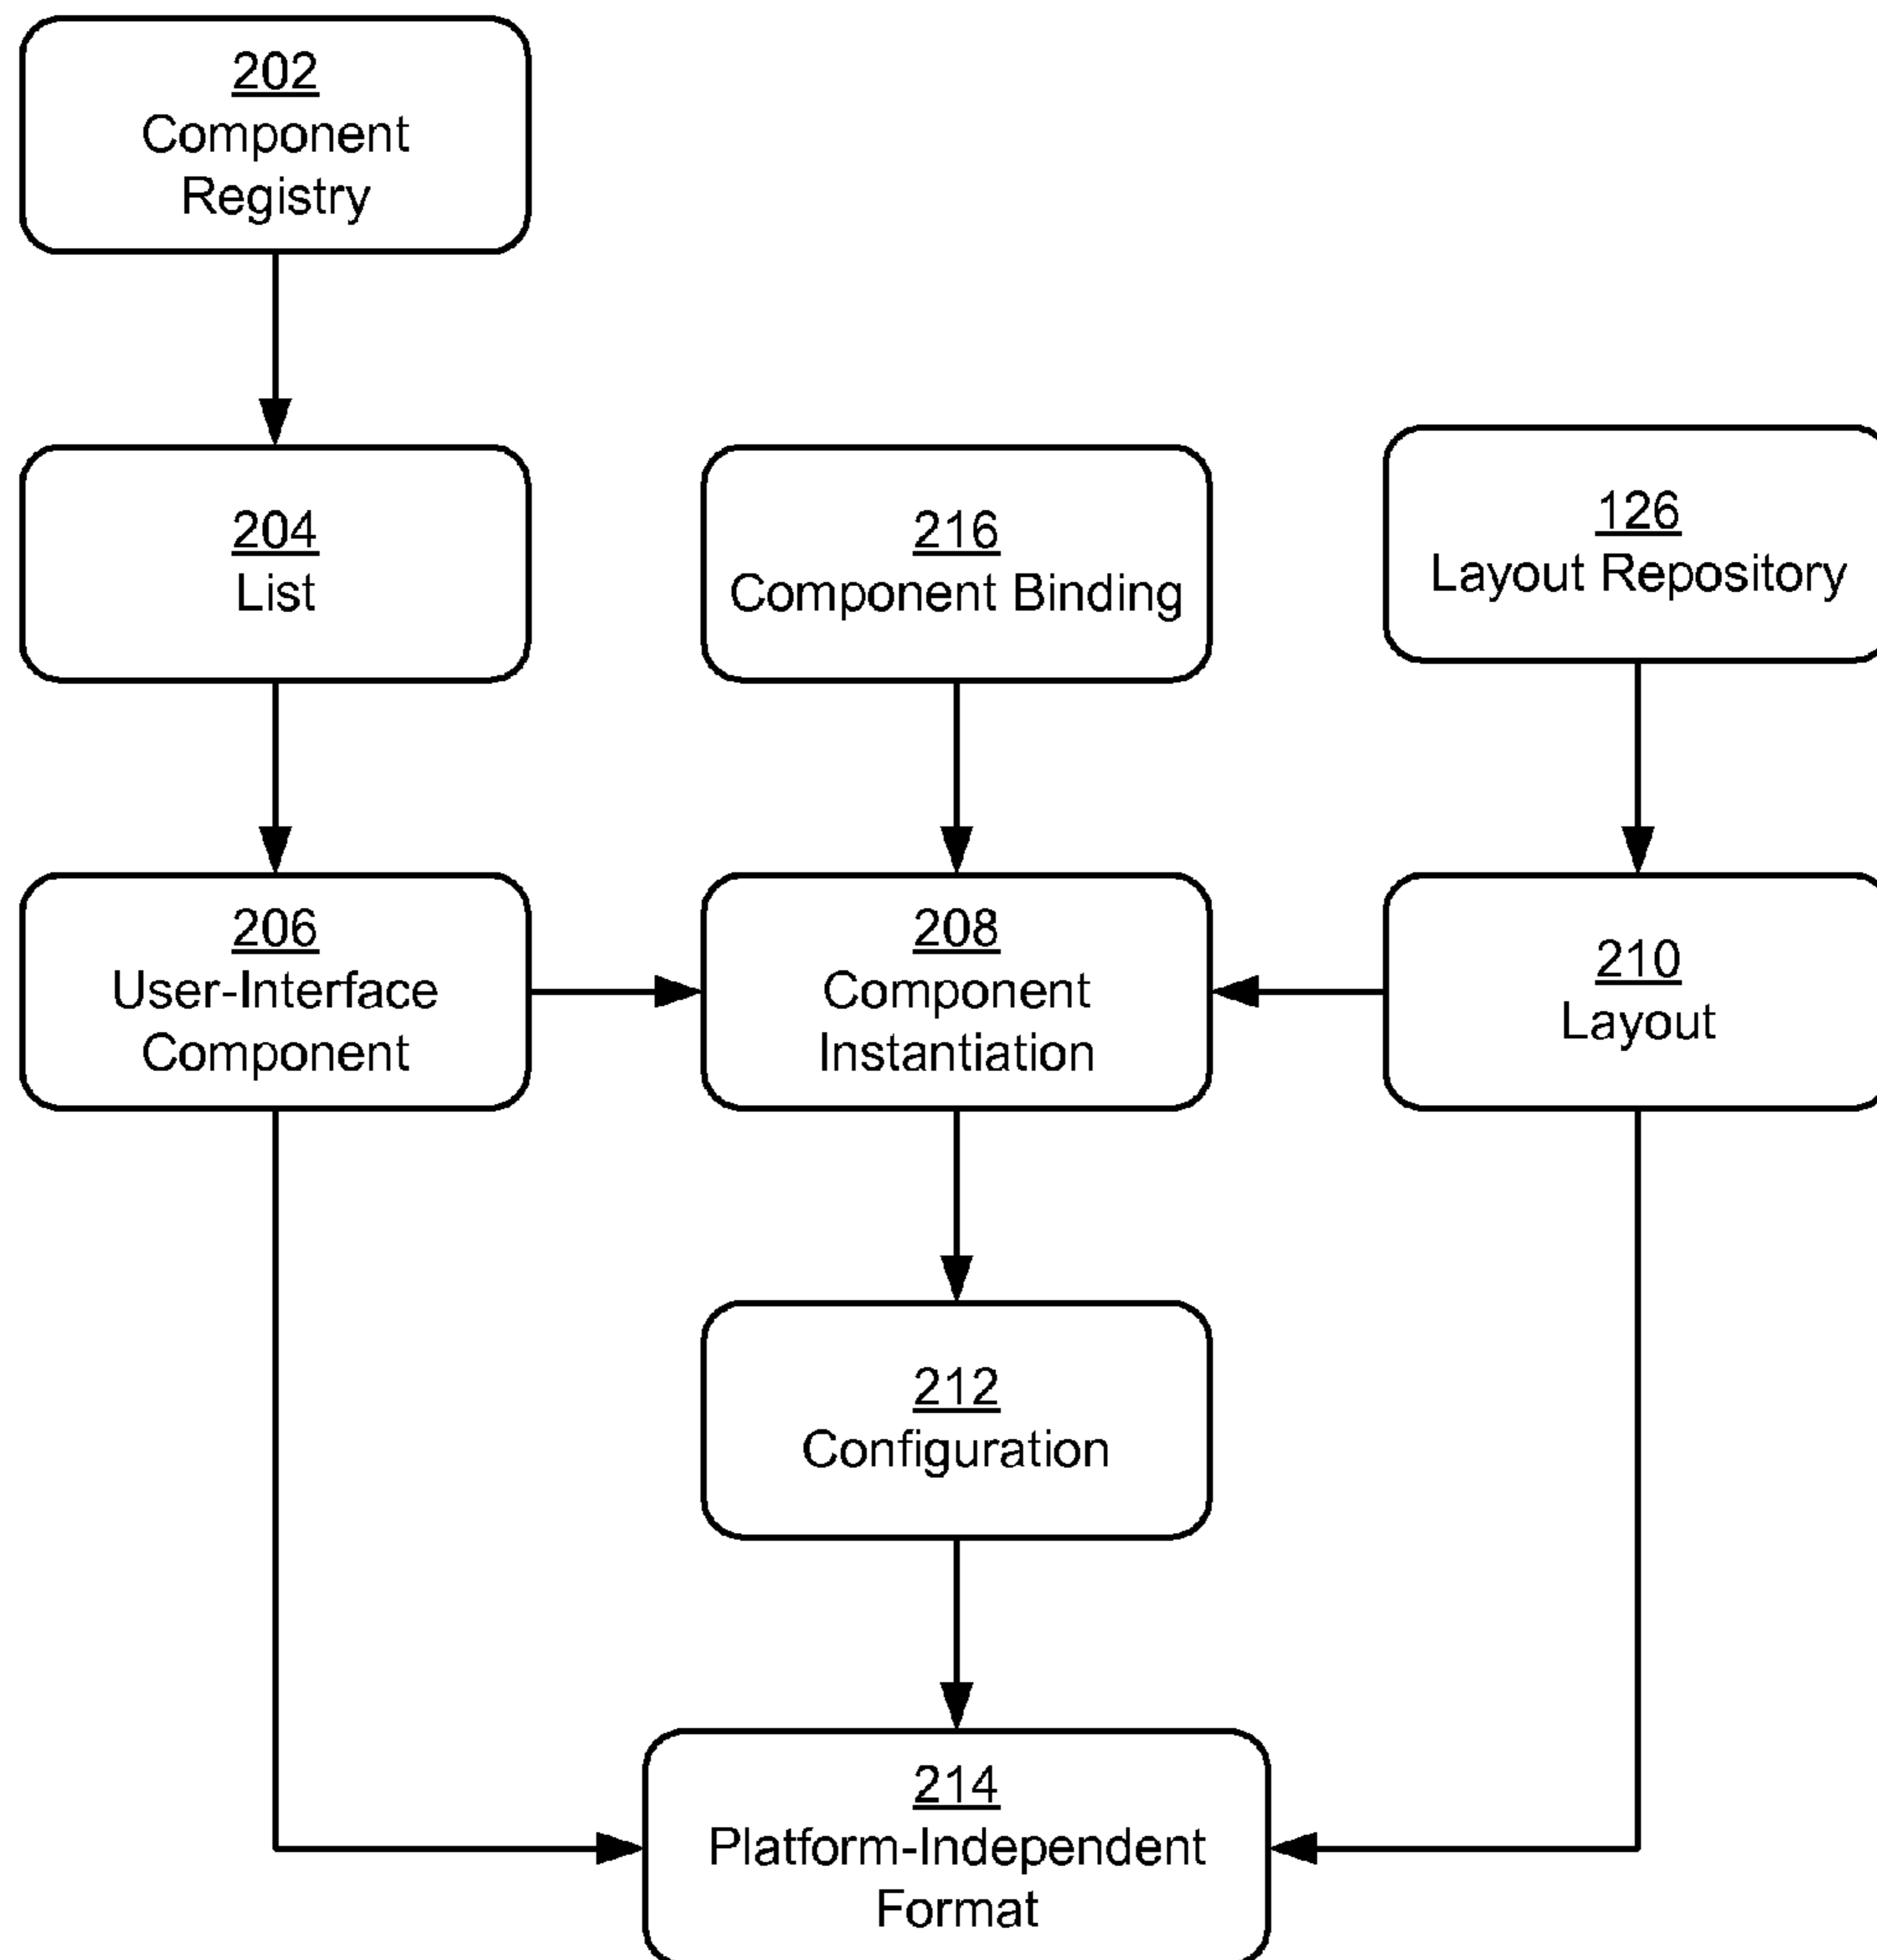 202
Component
Registry
204
List
216
Component Binding
126
Layout Repository
206
User-Interface
Component
208
Component
Instantiation
210
Layout
212
Configuration
214
Platform-Independent
Format